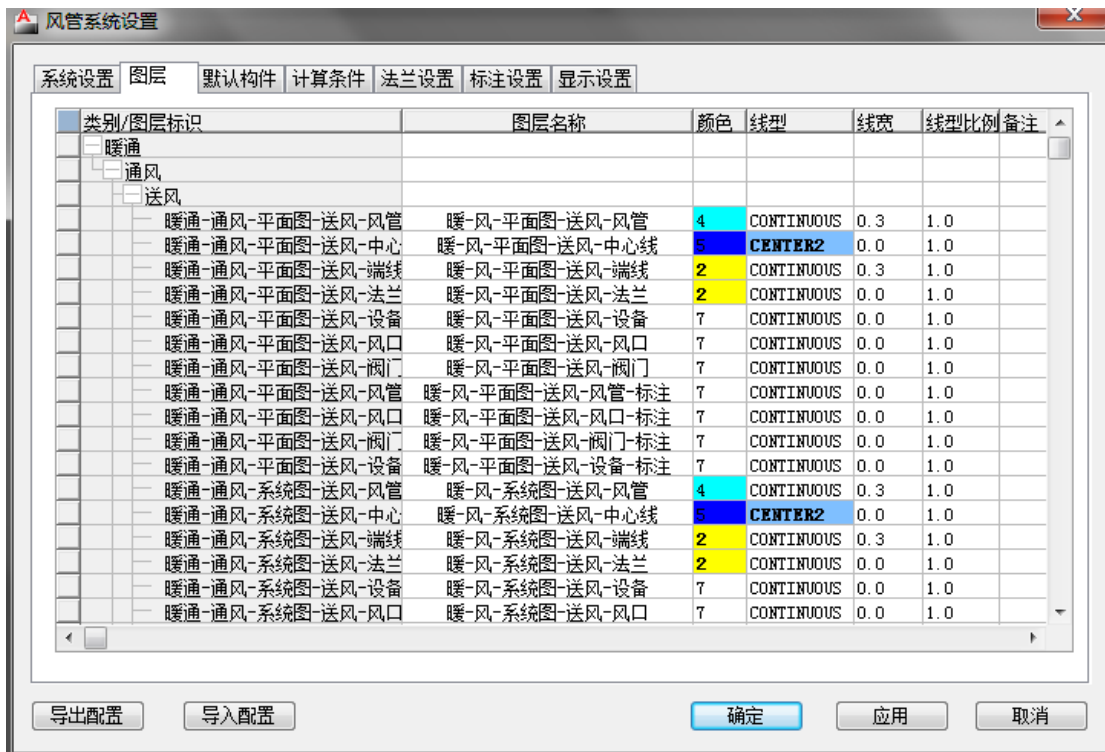 风管系统设置
系统设置 图层 默认构件 计算条件 法兰设置 标注设置 显示设置
类别/图层标识 图层名称 颜色 线型 线宽 线型比例 备注
暖通
通风
送风
暖通-通风-平面图-送风-风管 暖-风-平面图-送风-风管 4 CONTINUOUS 0.3 1.0
暖通-通风-平面图-送风-中心 暖-风-平面图-送风-中心线 5 CENTER2 0.0 1.0
暖通-通风-平面图-送风-端线 暖-风-平面图-送风-端线 2 CONTINUOUS 0.3 1.0
暖通-通风-平面图-送风-法兰 暖-风-平面图-送风-法兰 2 CONTINUOUS 0.0 1.0
暖通-通风-平面图-送风-设备 暖-风-平面图-送风-设备 7 CONTINUOUS 0.0 1.0
暖通-通风-平面图-送风-风口 暖-风-平面图-送风-风口 7 CONTINUOUS 0.0 1.0
暖通-通风-平面图-送风-阀门 暖-风-平面图-送风-阀门 7 CONTINUOUS 0.0 1.0
暖通-通风-平面图-送风-风管 暖-风-平面图-送风-风管-标注 7 CONTINUOUS 0.0 1.0
暖通-通风-平面图-送风-风口 暖-风-平面图-送风-风口-标注 7 CONTINUOUS 0.0 1.0
暖通-通风-平面图-送风-阀门 暖-风-平面图-送风-阀门-标注 7 CONTINUOUS 0.0 1.0
暖通-通风-平面图-送风-设备 暖-风-平面图-送风-设备-标注 7 CONTINUOUS 0.0 1.0
暖通-通风-系统图-送风-风管 暖-风-系统图-送风-风管 4 CONTINUOUS 0.3 1.0
暖通-通风-系统图-送风-中心 暖-风-系统图-送风-中心线 5 CENTER2 0.0 1.0
暖通-通风-系统图-送风-端线 暖-风-系统图-送风-端线 2 CONTINUOUS 0.3 1.0
暖通-通风-系统图-送风-法兰 暖-风-系统图-送风-法兰 2 CONTINUOUS 0.0 1.0
暖通-通风-系统图-送风-设备 暖-风-系统图-送风-设备 7 CONTINUOUS 0.0 1.0
暖通-通风-系统图-送风-风口 暖-风-系统图-送风-风口 7 CONTINUOUS 0.0 1.0
导出配置 导入配置 确定 应用 取消